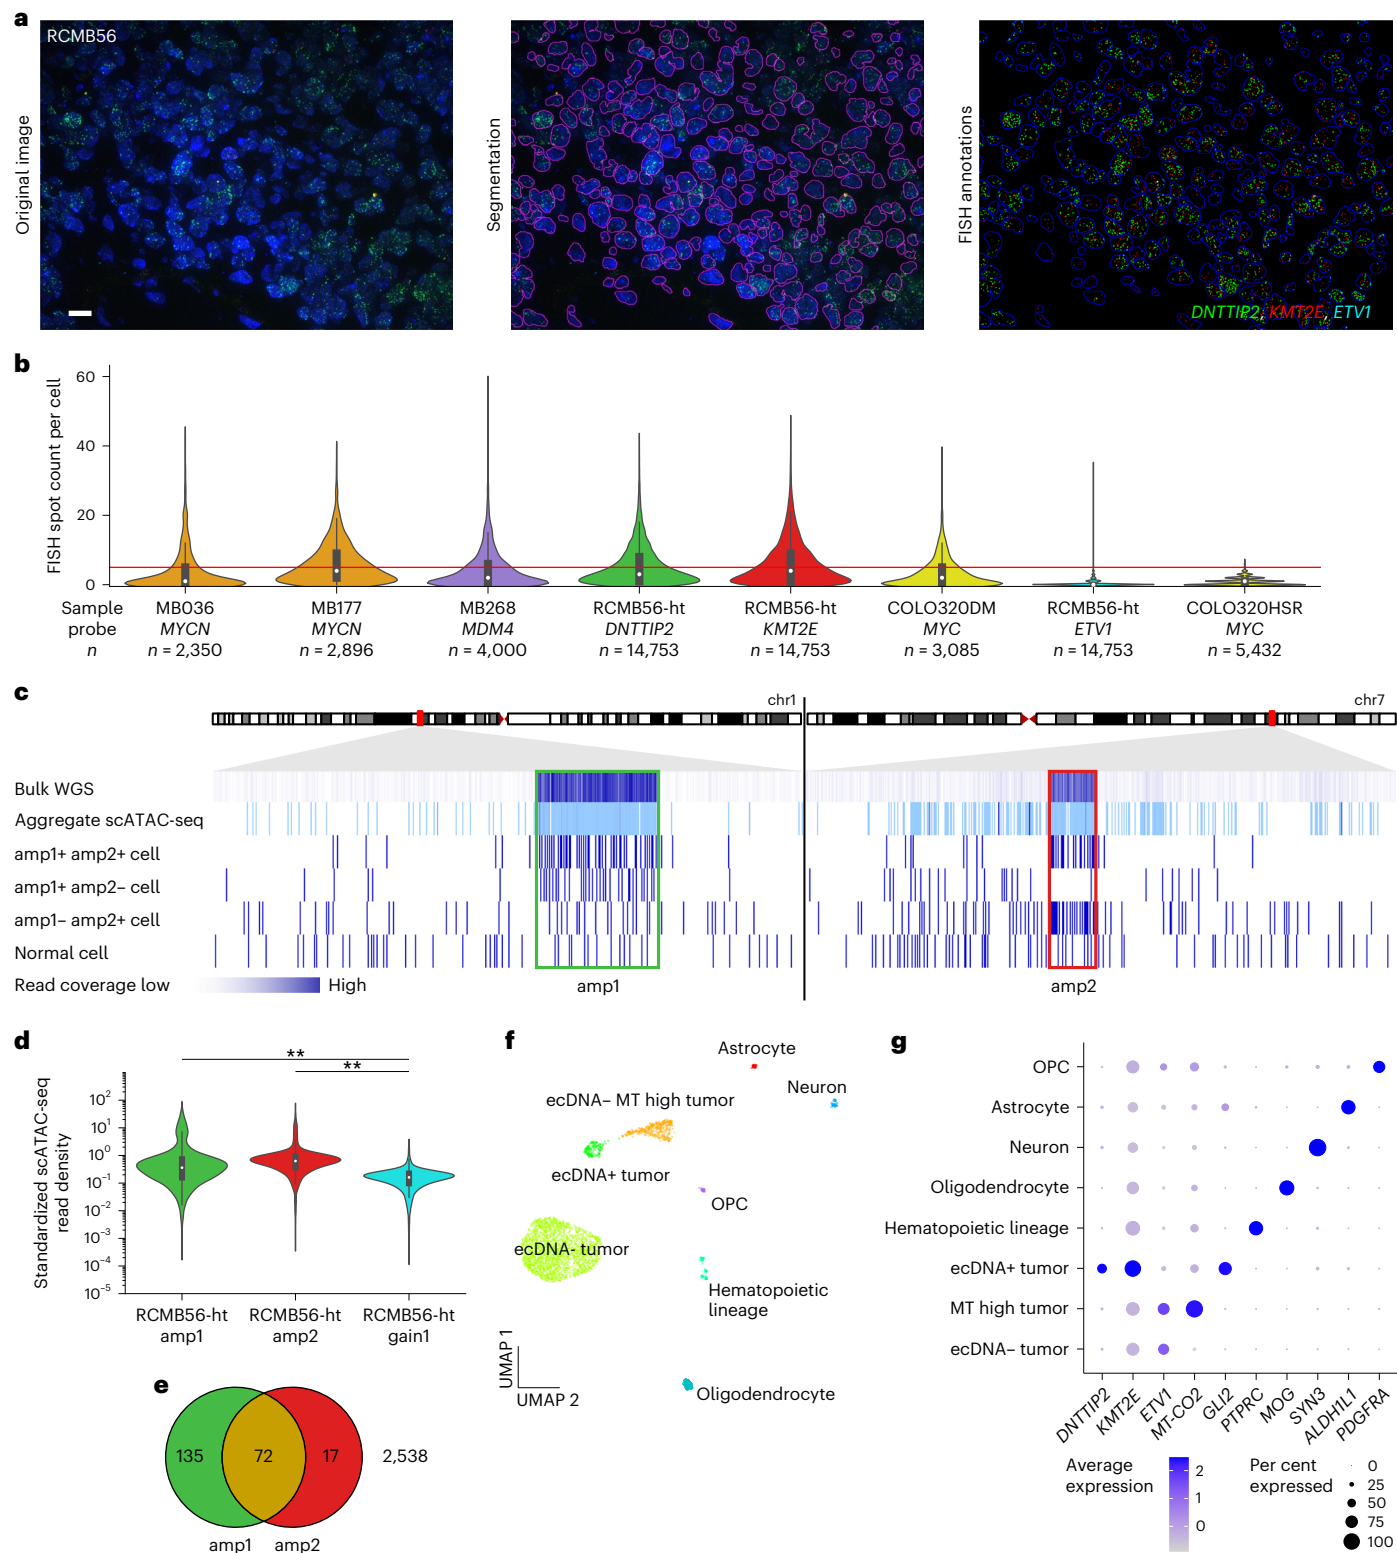 a
RCMB56
Original image
Segmentation
FISH annotations
DNTTIP2, KMT2E, ETV1
b
FISH spot count per cell
60
40
20
0
Sample MB036 MB177 MB268 RCMB56-ht RCMB56-ht COLO320DM RCMB56-ht COLO320HSR
probe MYCN MYCN MDM4 DNTTIP2 KMT2E MYC ETV1 MYC
n n = 2,350 n = 2,896 n = 4,000 n = 14,753 n = 14,753 n = 3,085 n = 14,753 n = 5,432
c
chr1 chr7
Bulk WGS
Aggregate scATAC-seq
amp1+ amp2+ cell
amp1+ amp2− cell
amp1− amp2+ cell
Normal cell
Read coverage low High amp1 amp2
d
Standardized scATAC-seq
read density
**
**
10²
10¹
10⁰
10⁻¹
10⁻²
10⁻³
10⁻⁴
10⁻⁵
RCMB56-ht RCMB56-ht RCMB56-ht
amp1 amp2 gain1
e
135 72 17 2,538
amp1 amp2
f
Astrocyte
Neuron
ecDNA− MT high tumor
ecDNA+ tumor
OPC
ecDNA- tumor
Hematopoietic
lineage
Oligodendrocyte
UMAP 1
UMAP 2
g
OPC
Astrocyte
Neuron
Oligodendrocyte
Hematopoietic lineage
ecDNA+ tumor
MT high tumor
ecDNA− tumor
DNTTIP2 KMT2E ETV1 MT-CO2 GLI2 PTPRC MOG SYN3 ALDH1L1 PDGFRA
Average
expression
2
1
0
Per cent
expressed
0
25
50
75
100